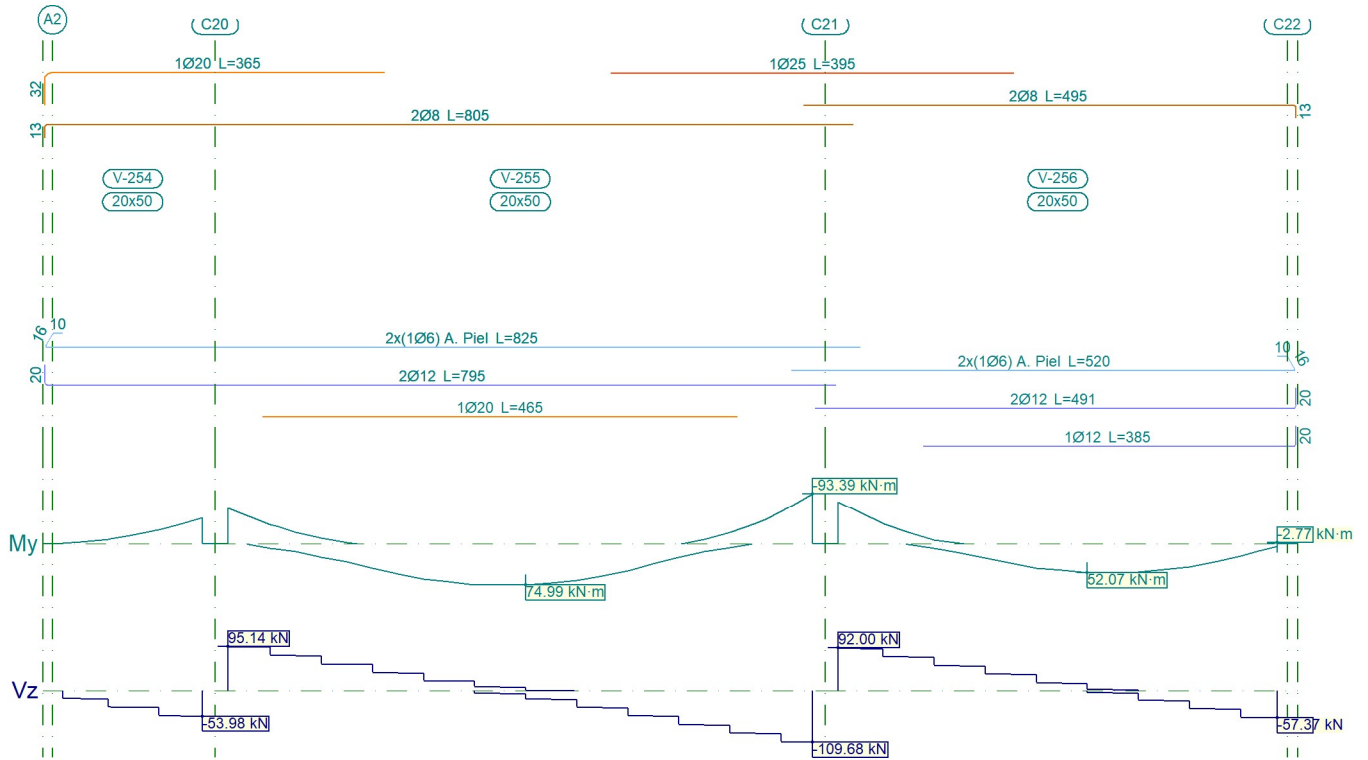 A2
C20
C21
C22
1Ø20 L=365
1Ø25 L=395
32
2Ø8 L=495
13
2Ø8 L=805
13
V-254
V-255
V-256
20x50
20x50
20x50
16
10
2x(1Ø6) A. Piel L=825
10
16
2x(1Ø6) A. Piel L=520
20
2Ø12 L=795
2Ø12 L=491
20
1Ø20 L=465
1Ø12 L=385
20
-93.39 kN·m
My
-2.77 kN·m
74.99 kN·m
52.07 kN·m
95.14 kN
92.00 kN
Vz
-53.98 kN
-57.37 kN
-109.68 kN